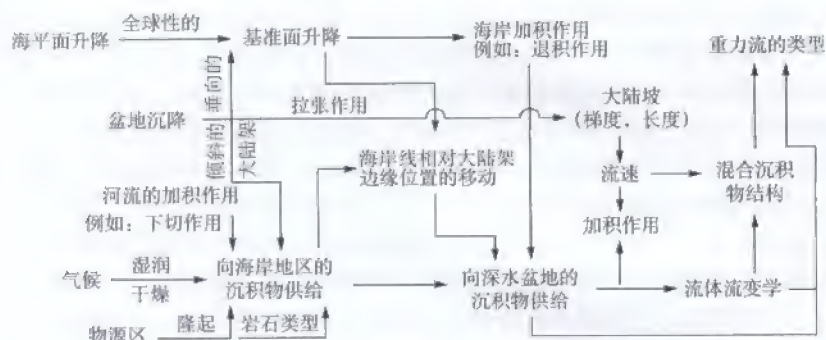 海平面升降
全球性的
基准面升降
海岸加积作用
例如：退积作用
重力流的类型
垂向的
盆地沉降
拉张作用
大陆坡
(梯度、长度)
倾斜的
大陆架
海岸线相对大陆架
边缘位置的移动
流速
混合沉积
物结构
河流的加积作用
例如：下切作用
加积作用
气候
湿润
干燥
向海岸地区的
沉积物供给
向深水盆地的
沉积物供给
流体流变学
物源区
隆起
岩石类型